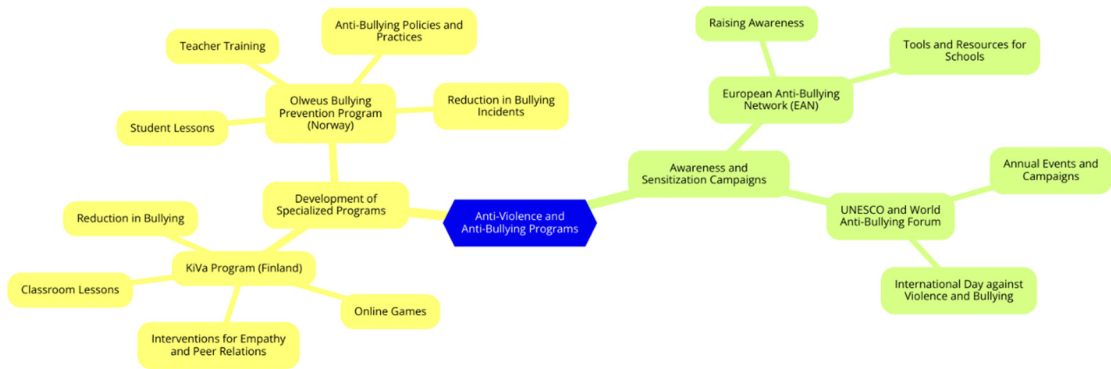 Anti-Violence and
Anti-Bullying Programs
Development of
Specialized Programs
Olweus Bullying
Prevention Program
(Norway)
Teacher Training
Anti-Bullying Policies and
Practices
Student Lessons
Reduction in Bullying
Incidents
KiVa Program (Finland)
Reduction in Bullying
Classroom Lessons
Interventions for Empathy
and Peer Relations
Online Games
Awareness and
Sensitization Campaigns
European Anti-Bullying
Network (EAN)
Raising Awareness
Tools and Resources for
Schools
UNESCO and World
Anti-Bullying Forum
Annual Events and
Campaigns
International Day against
Violence and Bullying